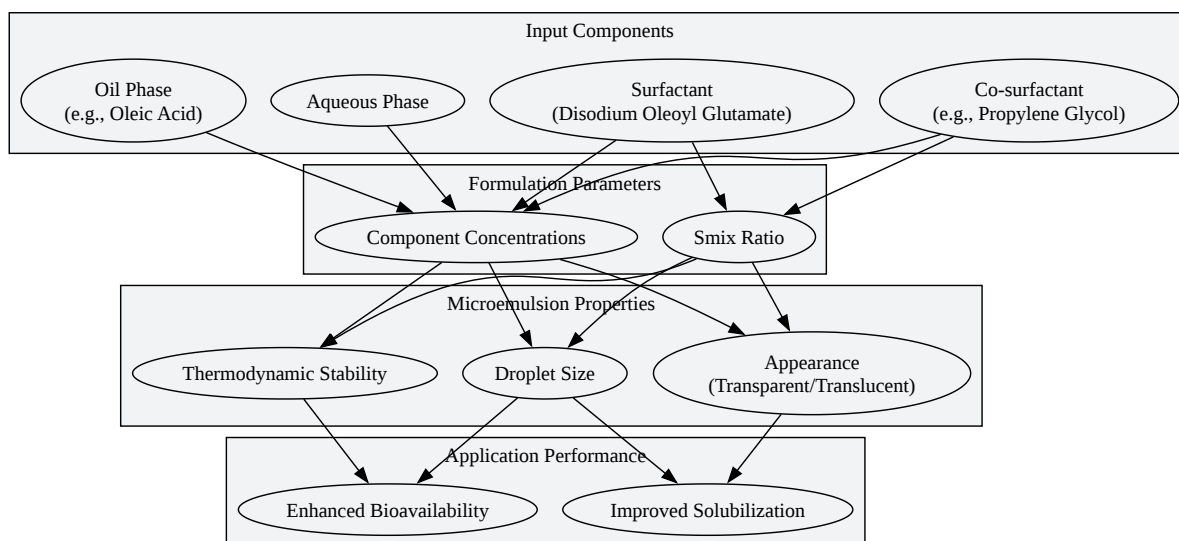 Input Components
Oil Phase
(e.g., Oleic Acid)
Aqueous Phase
Surfactant
(Disodium Oleoyl Glutamate)
Co-surfactant
(e.g., Propylene Glycol)
Formulation Parameters
Component Concentrations
Smix Ratio
Microemulsion Properties
Thermodynamic Stability
Droplet Size
Appearance
(Transparent/Translucent)
Application Performance
Enhanced Bioavailability
Improved Solubilization